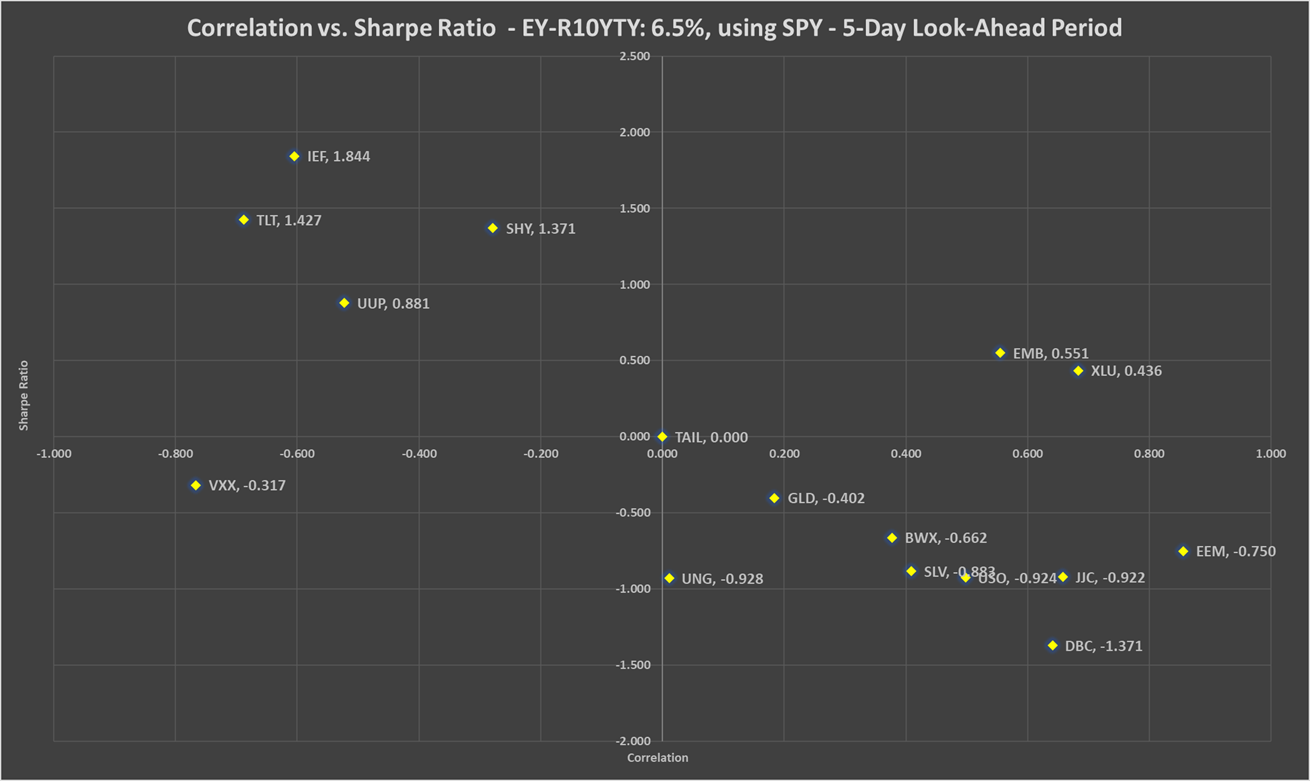 Correlation vs. Sharpe Ratio - EY-R10YTY: 6.5%, using SPY - 5-Day Look-Ahead Period
2.500
2.000
IEF, 1.844
1.500
TLT, 1.427
SHY, 1.371
1.000
UUP, 0.881
0.500
EMB, 0.551
XLU, 0.436
Sharpe Ratio
0.000
TAIL, 0.000
-1.000 -0.800 -0.600 -0.400 -0.200 0.000 0.200 0.400 0.600 0.800 1.000
VXX, -0.317
GLD, -0.402
-0.500
BWX, -0.662
EEM, -0.750
SLV, -0.883
UNG, -0.928
USO, -0.924
JJC, -0.922
-1.000
DBC, -1.371
-1.500
-2.000
Correlation